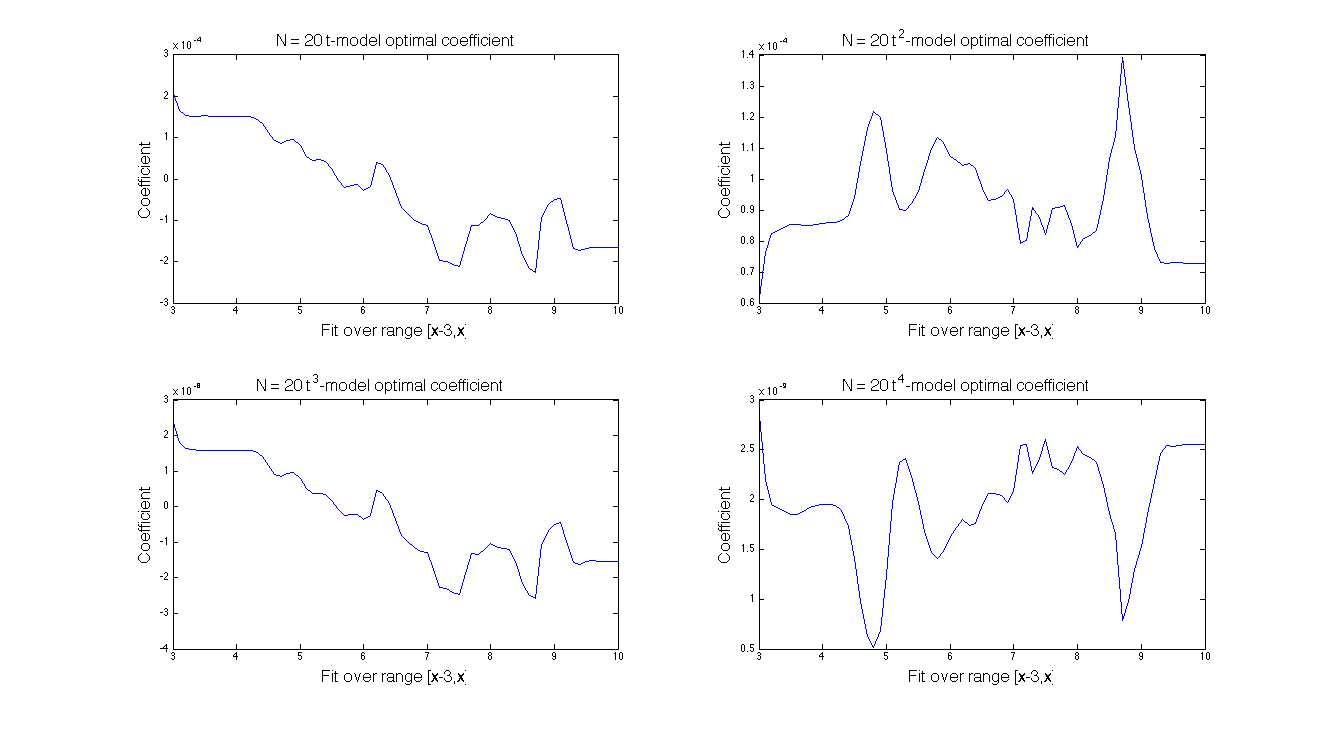 N = 20 t-model optimal coefficient
x 10^-4
3
2
1
0
-1
-2
-3
Coefficient
3 4 5 6 7 8 9 10
Fit over range [x-3,x]
N = 20 t^2-model optimal coefficient
x 10^-4
1.4
1.3
1.2
1.1
1
0.9
0.8
0.7
0.6
Coefficient
3 4 5 6 7 8 9 10
Fit over range [x-3,x]
N = 20 t^3-model optimal coefficient
x 10^-8
3
2
1
0
-1
-2
-3
-4
Coefficient
3 4 5 6 7 8 9 10
Fit over range [x-3,x]
N = 20 t^4-model optimal coefficient
x 10^-9
3
2.5
2
1.5
1
0.5
Coefficient
3 4 5 6 7 8 9 10
Fit over range [x-3,x]